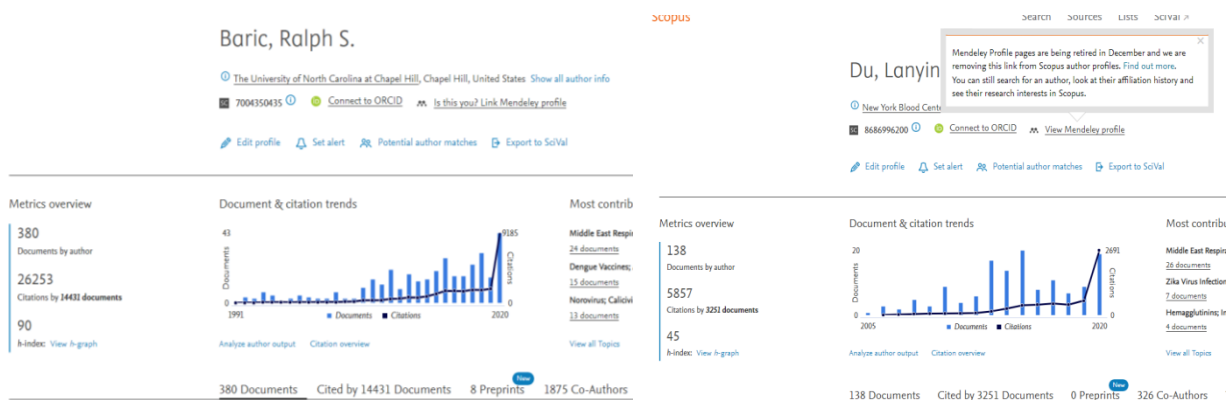 Baric, Ralph S.
The University of North Carolina at Chapel Hill, Chapel Hill, United States Show all author info
7004350435 Connect to ORCID Is this you? Link Mendeley profile
Edit profile Set alert Potential author matches Export to SciVal
Metrics overview
380
Documents by author
26253
Citations by 14431 documents
90
h-index: View h-graph
Document & citation trends
43
9185
Documents
Citations
0
0
1991
2020
Documents Citations
Analyze author output Citation overview
Most contrib
Middle East Respi
24 documents
Dengue Vaccines;
15 documents
Norovirus; Calicivi
13 documents
View all Topics
380 Documents Cited by 14431 Documents 8 Preprints New 1875 Co-Authors
Scopus
Search Sources Lists SciVal
Mendeley Profile pages are being retired in December and we are
removing this link from Scopus author profiles. Find out more.
You can still search for an author, look at their affiliation history and
see their research interests in Scopus.
Du, Lanyin
New York Blood Cent
SC 8686996200 Connect to ORCID View Mendeley profile
Edit profile Set alert Potential author matches Export to SciVal
Metrics overview
138
Documents by author
5857
Citations by 3251 documents
45
h-index: View h-graph
Document & citation trends
20
2691
Documents
Citations
0
0
2005
2020
Documents Citations
Analyze author output Citation overview
Most contribu
Middle East Respira
26 documents
Zika Virus Infection
7 documents
Hemagglutinins; In
4 documents
View all Topics
138 Documents Cited by 3251 Documents 0 Preprints New 326 Co-Authors